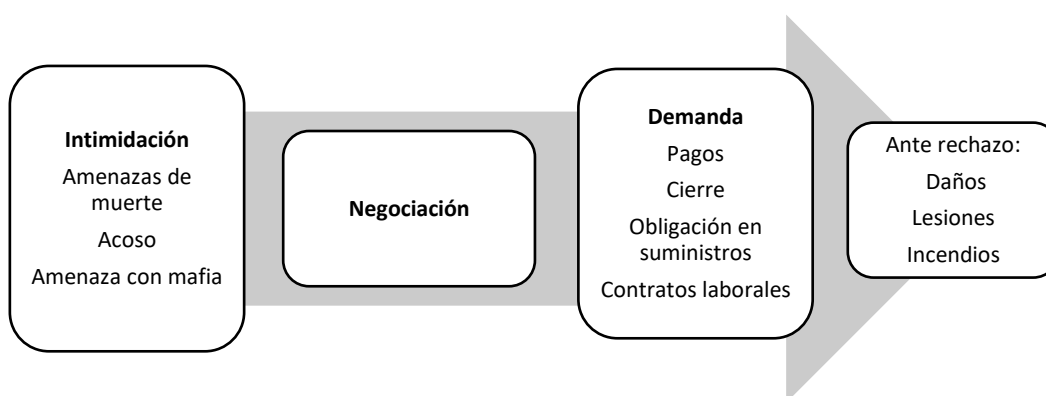 Intimidación
Amenazas de
muerte
Acoso
Amenaza con mafia
Negociación
Demanda
Pagos
Cierre
Obligación en
suministros
Contratos laborales
Ante rechazo:
Daños
Lesiones
Incendios